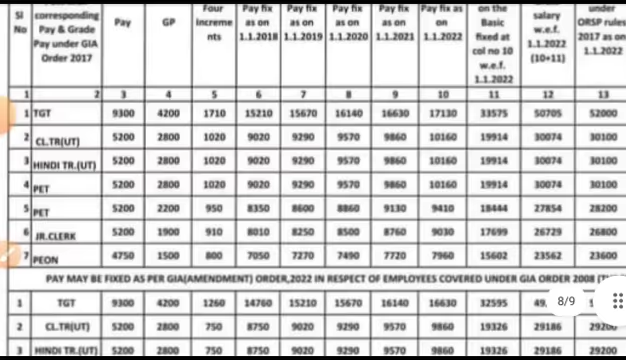 Sl No corresponding Pay & Grade Pay under GIA Order 2017 Pay GP Four Increments Pay fix as on 1.1.2018 Pay fix as on 1.1.2019 Pay fix as on 1.1.2020 Pay fix as on 1.1.2021 Pay fix as on 1.1.2022 on the Basic fixed at col no 10 w.e.f. 1.1.2022 salary w.e.f. 1.1.2022 (10+11) under ORSP rules 2017 as on 1.1.2022
1 2 3 4 5 6 7 8 9 10 11 12 13
1 TGT 9300 4200 1710 15210 15670 16140 16630 17130 33575 50705 52000
2 CL.TR(UT) 5200 2800 1020 9020 9290 9570 9860 10160 19914 30074 30100
3 HINDI TR.(UT) 5200 2800 1020 9020 9290 9570 9860 10160 19914 30074 30100
4 PET 5200 2800 1020 9020 9290 9570 9860 10160 19914 30074 30100
5 PET 5200 2200 950 8350 8600 8860 9130 9410 18444 27854 28200
6 JR.CLERK 5200 1900 910 8010 8250 8500 8760 9030 17699 26729 26800
7 PEON 4750 1500 800 7050 7270 7490 7720 7960 15602 23562 23600
PAY MAY BE FIXED AS PER GIA(AMENDMENT) ORDER,2022 IN RESPECT OF EMPLOYEES COVERED UNDER GIA ORDER 2008
1 TGT 9300 4200 1260 14760 15210 15670 16140 16630 32595 49, 8/9
2 CL.TR(UT) 5200 2800 750 8750 9020 9290 9570 9860 19326 29186 29200
3 HINDI TR.(UT) 5200 2800 750 8750 9020 9290 9570 9860 19326 29186 29200